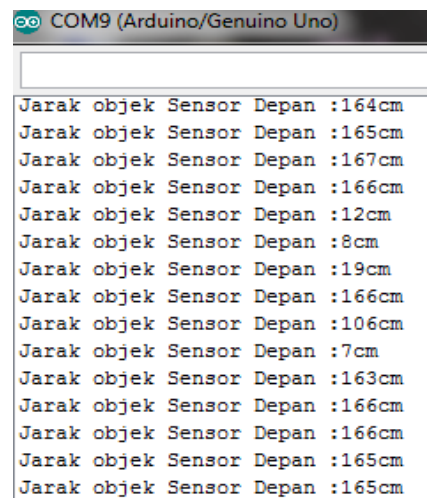 COM9 (Arduino/Genuino Uno)
Jarak objek Sensor Depan :164cm
Jarak objek Sensor Depan :165cm
Jarak objek Sensor Depan :167cm
Jarak objek Sensor Depan :166cm
Jarak objek Sensor Depan :12cm
Jarak objek Sensor Depan :8cm
Jarak objek Sensor Depan :19cm
Jarak objek Sensor Depan :166cm
Jarak objek Sensor Depan :106cm
Jarak objek Sensor Depan :7cm
Jarak objek Sensor Depan :163cm
Jarak objek Sensor Depan :166cm
Jarak objek Sensor Depan :166cm
Jarak objek Sensor Depan :165cm
Jarak objek Sensor Depan :165cm